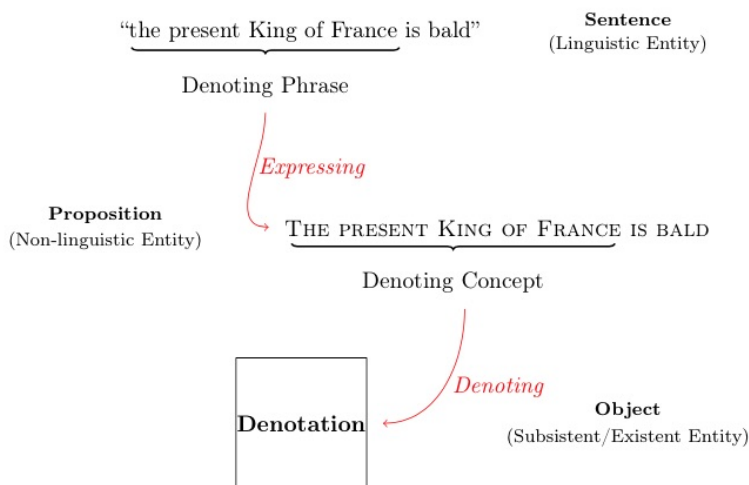 “the present King of France is bald”
Sentence
(Linguistic Entity)
Denoting Phrase
Expressing
Proposition
(Non-linguistic Entity)
THE PRESENT KING OF FRANCE IS BALD
Denoting Concept
Denoting
Denotation
Object
(Subsistent/Existent Entity)